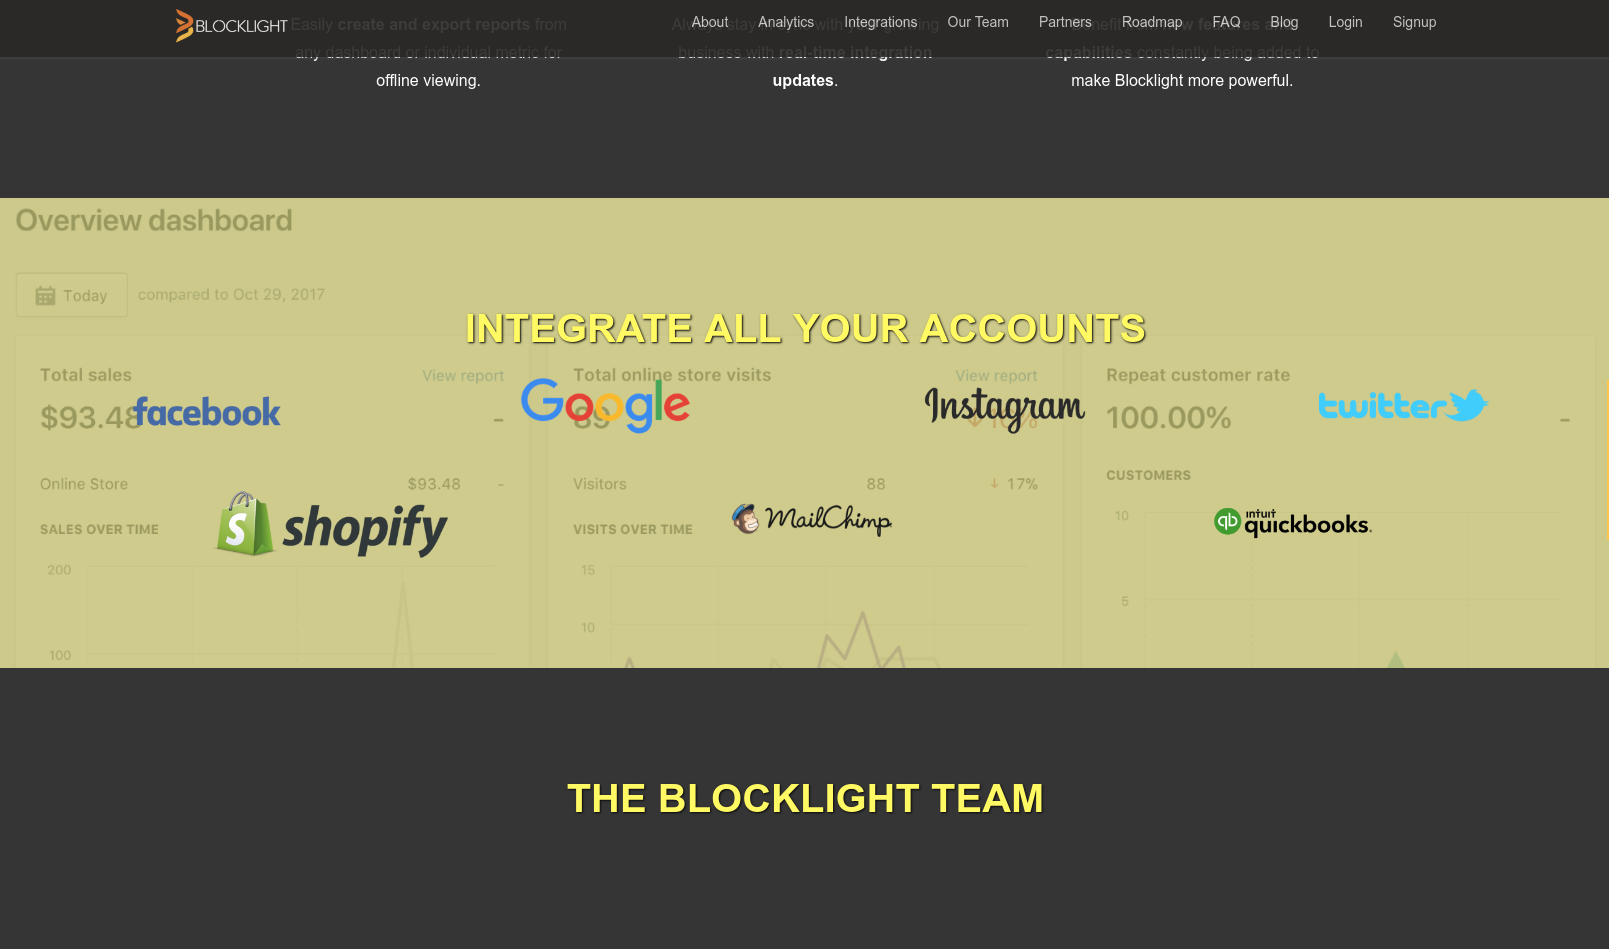 BLOCKLIGHT
About Analytics Integrations Our Team Partners Roadmap FAQ Blog Login Signup
Easily create and export reports from
any dashboard or individual metric for
offline viewing.
Always stay with your growing
business with real-time integration
updates.
Benefit from new features and
capabilities constantly being added to
make Blocklight more powerful.
Overview dashboard
Today compared to Oct 29, 2017
INTEGRATE ALL YOUR ACCOUNTS
Total sales View report
$93.48 -
Total online store visits View report
89 10%
Repeat customer rate
100.00% -
facebook Google Instagram twitter
Online Store $93.48 -
Visitors 88 17%
CUSTOMERS
SALES OVER TIME
VISITS OVER TIME
shopify MailChimp intuit quickbooks.
200
100
15
10
10
5
THE BLOCKLIGHT TEAM